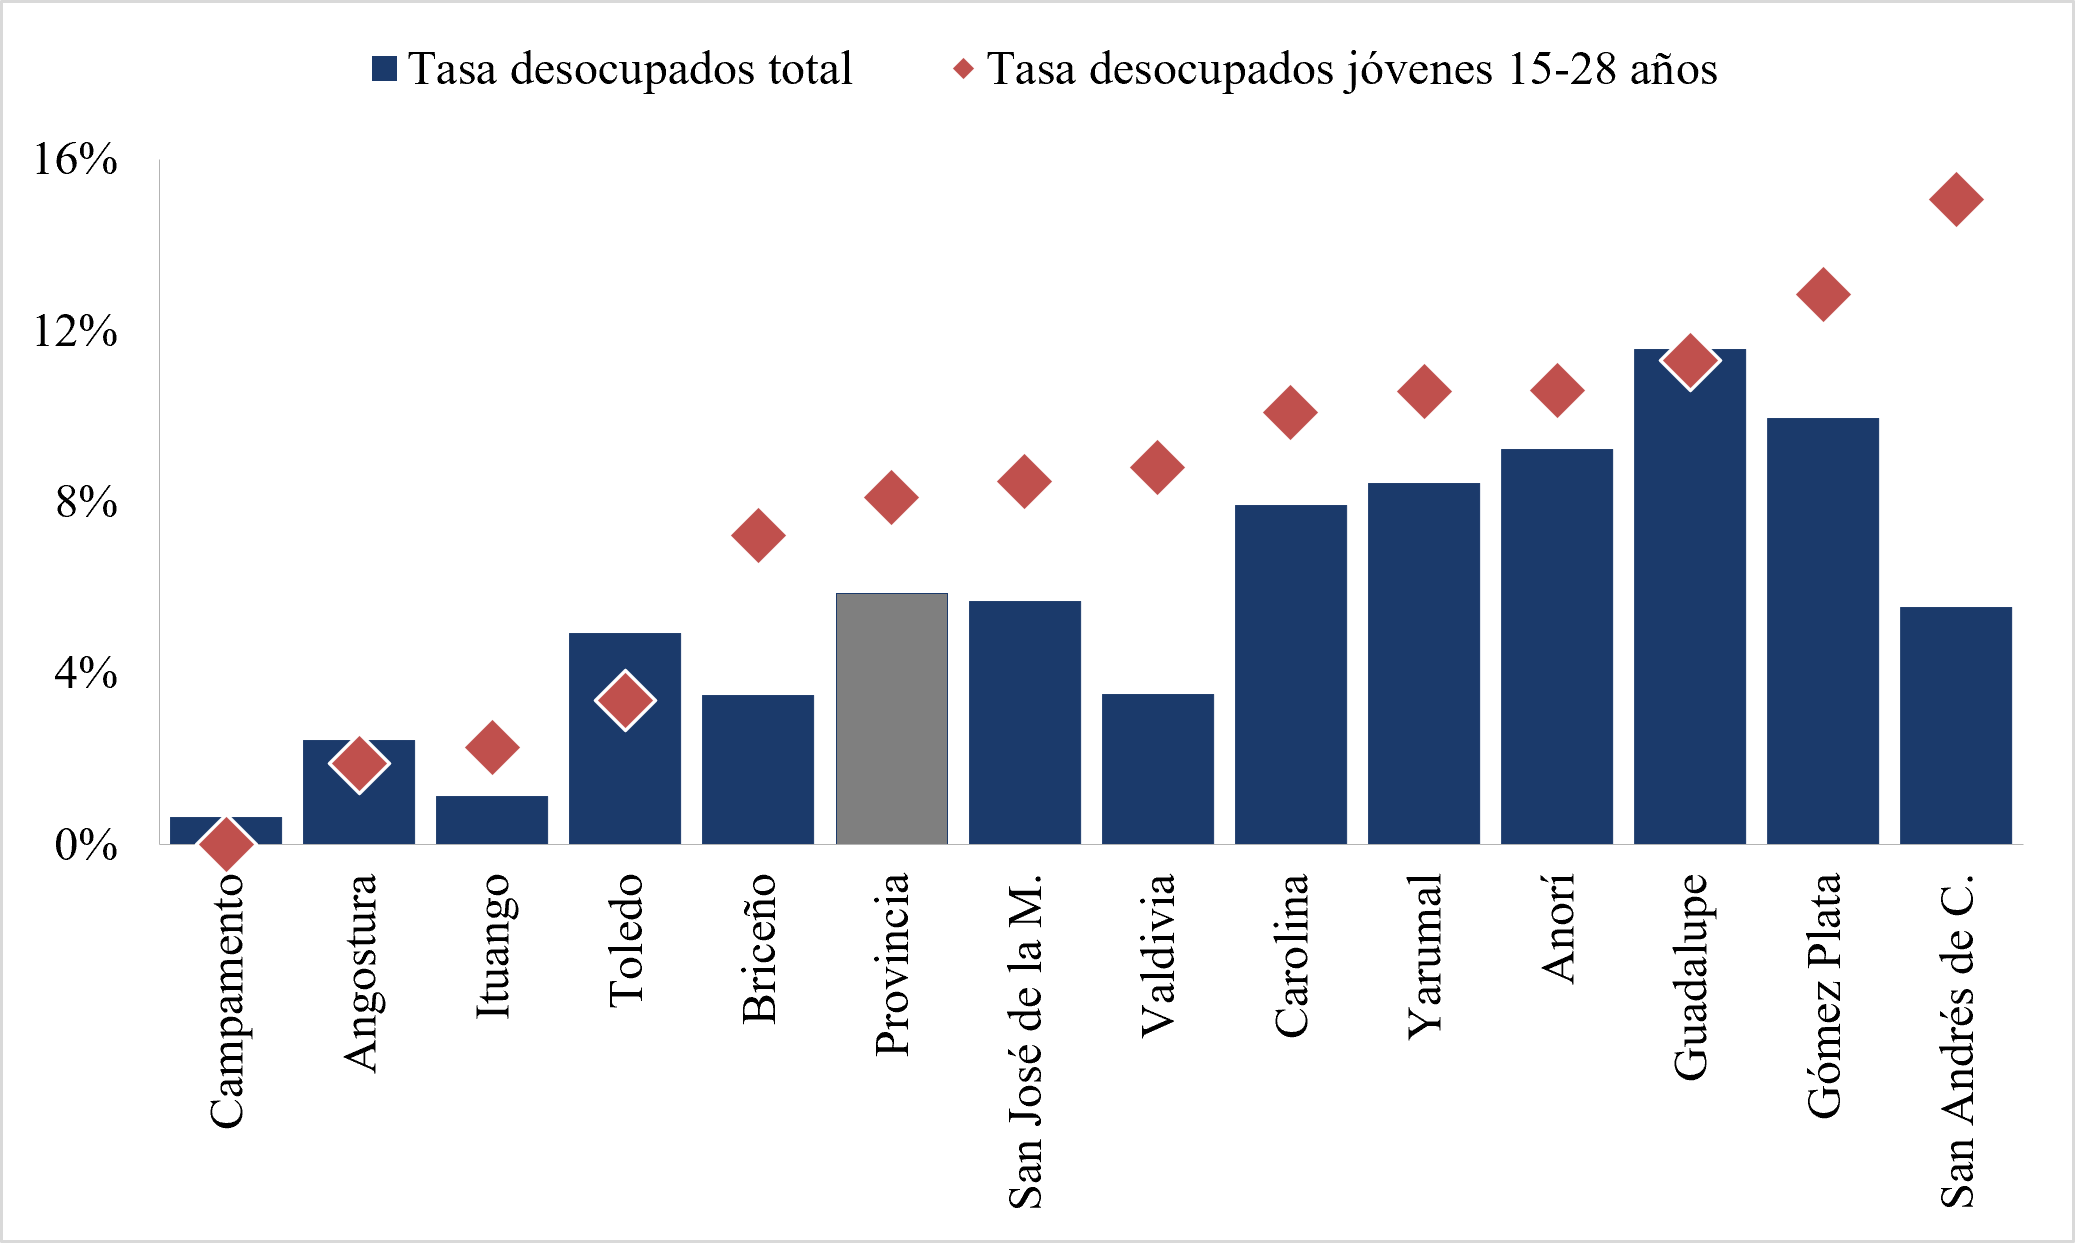 Tasa desocupados total
Tasa desocupados jóvenes 15-28 años
16%
12%
8%
4%
0%
Campamento
Angostura
Ituango
Toledo
Briceño
Provincia
San José de la M.
Valdivia
Carolina
Yarumal
Anorí
Guadalupe
Gómez Plata
San Andrés de C.